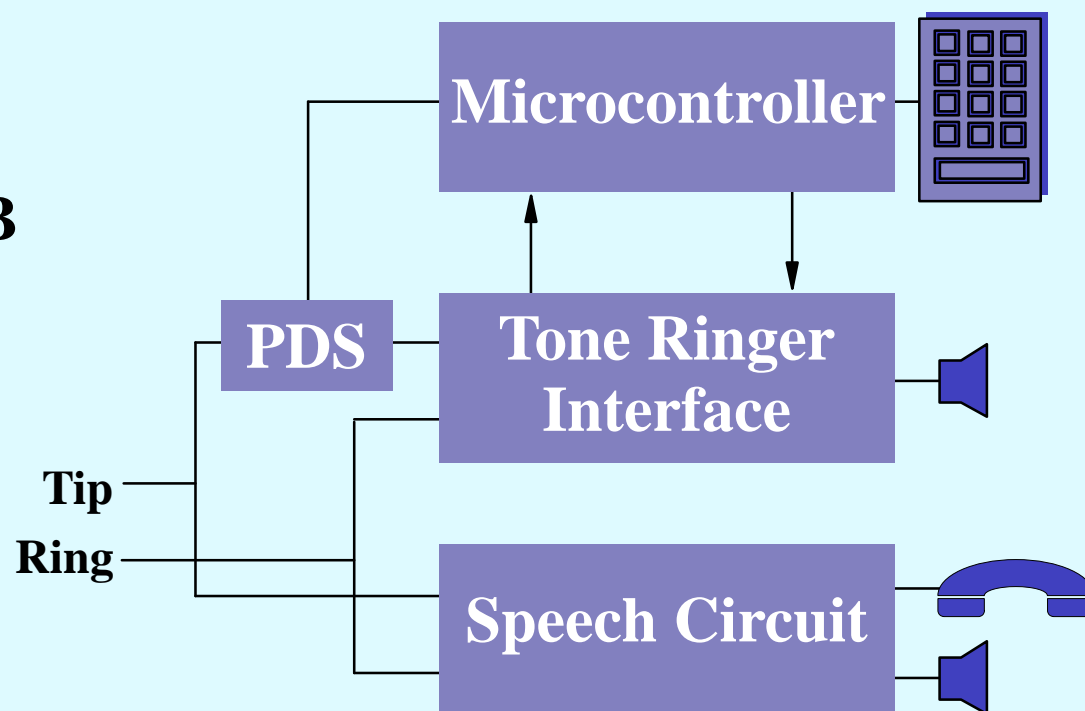 Microcontroller
PDS
Tone Ringer
Interface
Tip
Ring
Speech Circuit